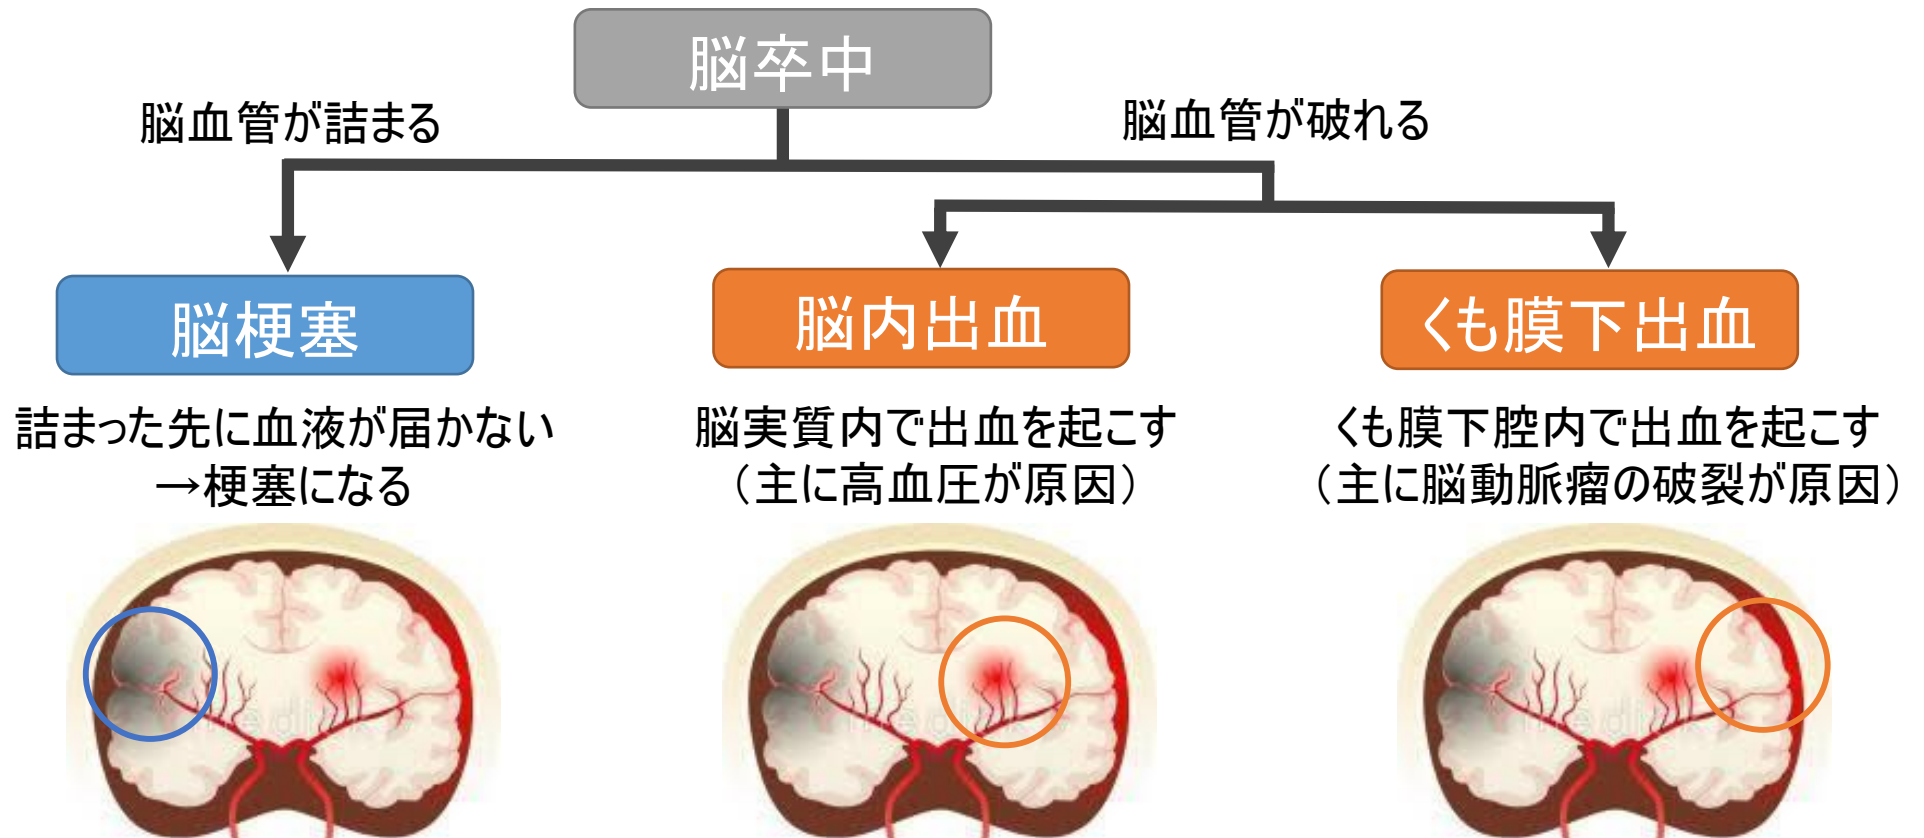 脳卒中
脳血管が詰まる
脳血管が破れる
脳梗塞
脳内出血
くも膜下出血
詰まった先に血液が届かない
→梗塞になる
脳実質内で出血を起こす
（主に高血圧が原因）
くも膜下腔内で出血を起こす
（主に脳動脈瘤の破裂が原因）